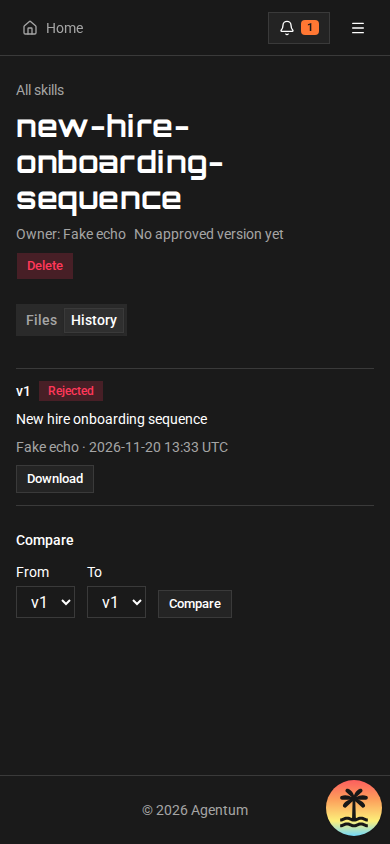 Home
1
All skills
new-hire-
onboarding-
sequence
Owner: Fake echo No approved version yet
Delete
Files History
v1 Rejected
New hire onboarding sequence
Fake echo · 2026-11-20 13:33 UTC
Download
Compare
From To
v1 v1 Compare
© 2026 Agentum